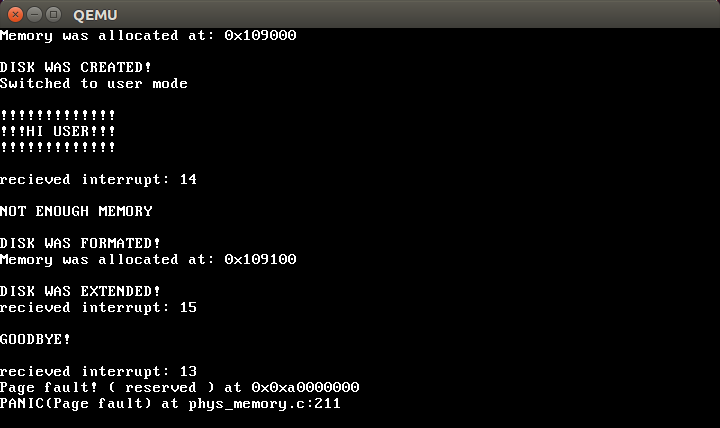 QEMU
Memory was allocated at: 0x109000
DISK WAS CREATED!
Switched to user mode
!!!!!!!!!!!!!
!!!HI USER!!!
!!!!!!!!!!!!!
recieved interrupt: 14
NOT ENOUGH MEMORY
DISK WAS FORMATED!
Memory was allocated at: 0x109100
DISK WAS EXTENDED!
recieved interrupt: 15
GOODBYE!
recieved interrupt: 13
Page fault! ( reserved ) at 0x0xa0000000
PANIC(Page fault) at phys_memory.c:211